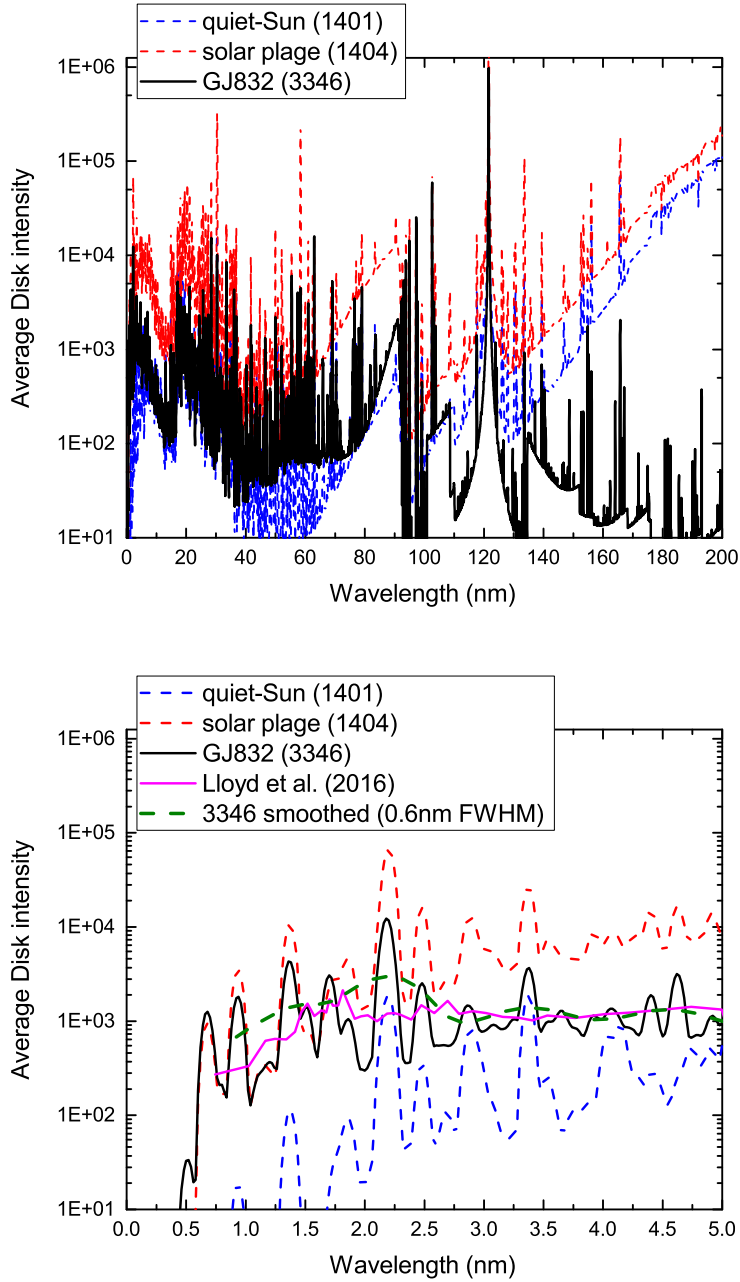 quiet-Sun (1401)
solar plage (1404)
GJ832 (3346)
1E+06
1E+05
1E+04
1E+03
1E+02
1E+01
Average Disk intensity
0 20 40 60 80 100 120 140 160 180 200
Wavelength (nm)
quiet-Sun (1401)
solar plage (1404)
GJ832 (3346)
Lloyd et al. (2016)
3346 smoothed (0.6nm FWHM)
1E+06
1E+05
1E+04
1E+03
1E+02
1E+01
Average Disk intensity
0.0 0.5 1.0 1.5 2.0 2.5 3.0 3.5 4.0 4.5 5.0
Wavelength (nm)